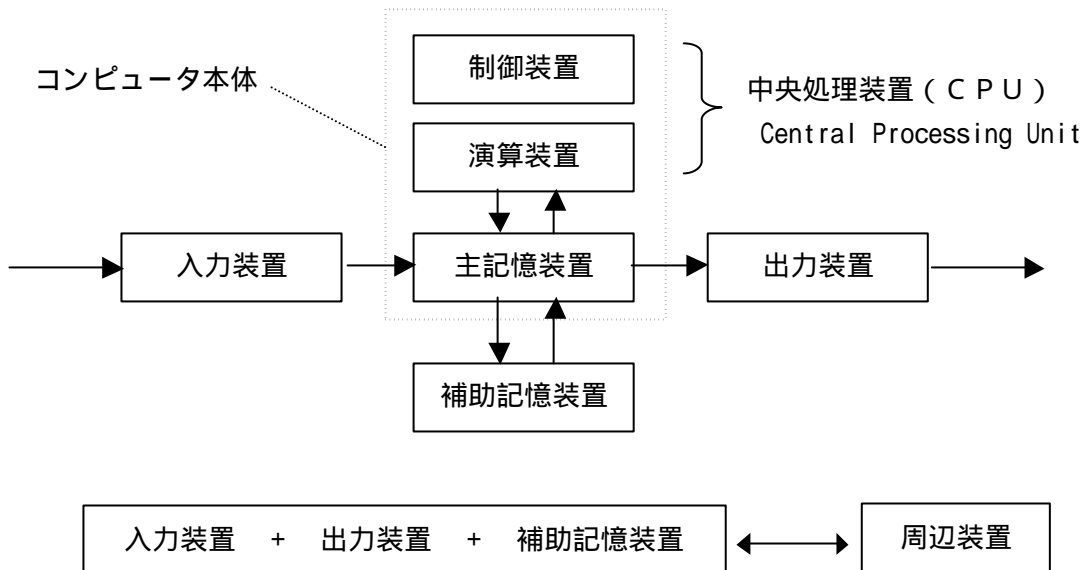 制御装置
コンピュータ本体
中央処理装置(CPU)
Central Processing Unit
演算装置
入力装置
主記憶装置
出力装置
補助記憶装置
入力装置 + 出力装置 + 補助記憶装置
周辺装置